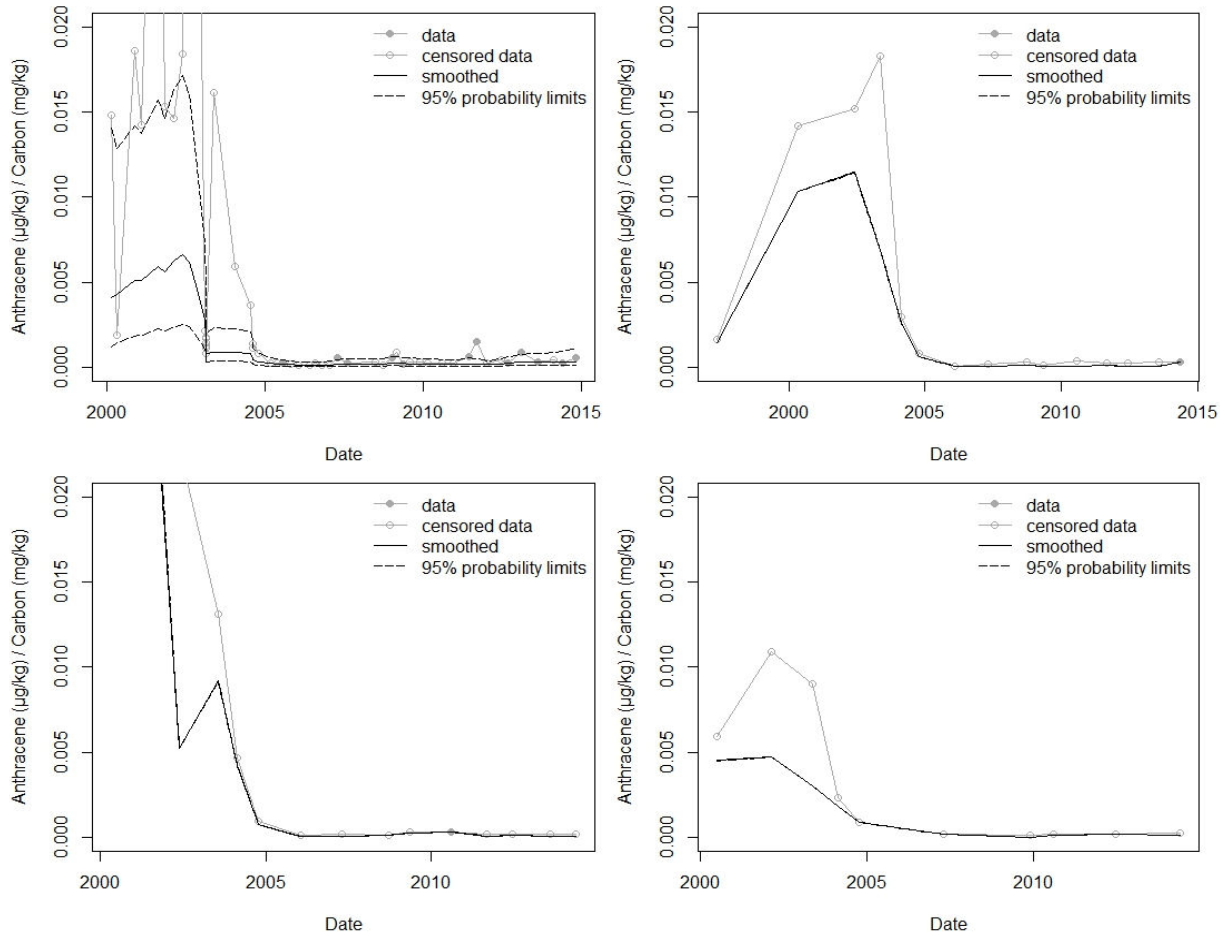 Anthracene (µg/kg) / Carbon (mg/kg)
0.020
0.015
0.010
0.005
0.000
data
censored data
smoothed
95% probability limits
2000 2005 2010 2015
Date
Anthracene (µg/kg) / Carbon (mg/kg)
0.020
0.015
0.010
0.005
0.000
data
censored data
smoothed
95% probability limits
2000 2005 2010 2015
Date
Anthracene (µg/kg) / Carbon (mg/kg)
0.020
0.015
0.010
0.005
0.000
data
censored data
smoothed
95% probability limits
2000 2005 2010
Date
Anthracene (µg/kg) / Carbon (mg/kg)
0.020
0.015
0.010
0.005
0.000
data
censored data
smoothed
95% probability limits
2000 2005 2010
Date